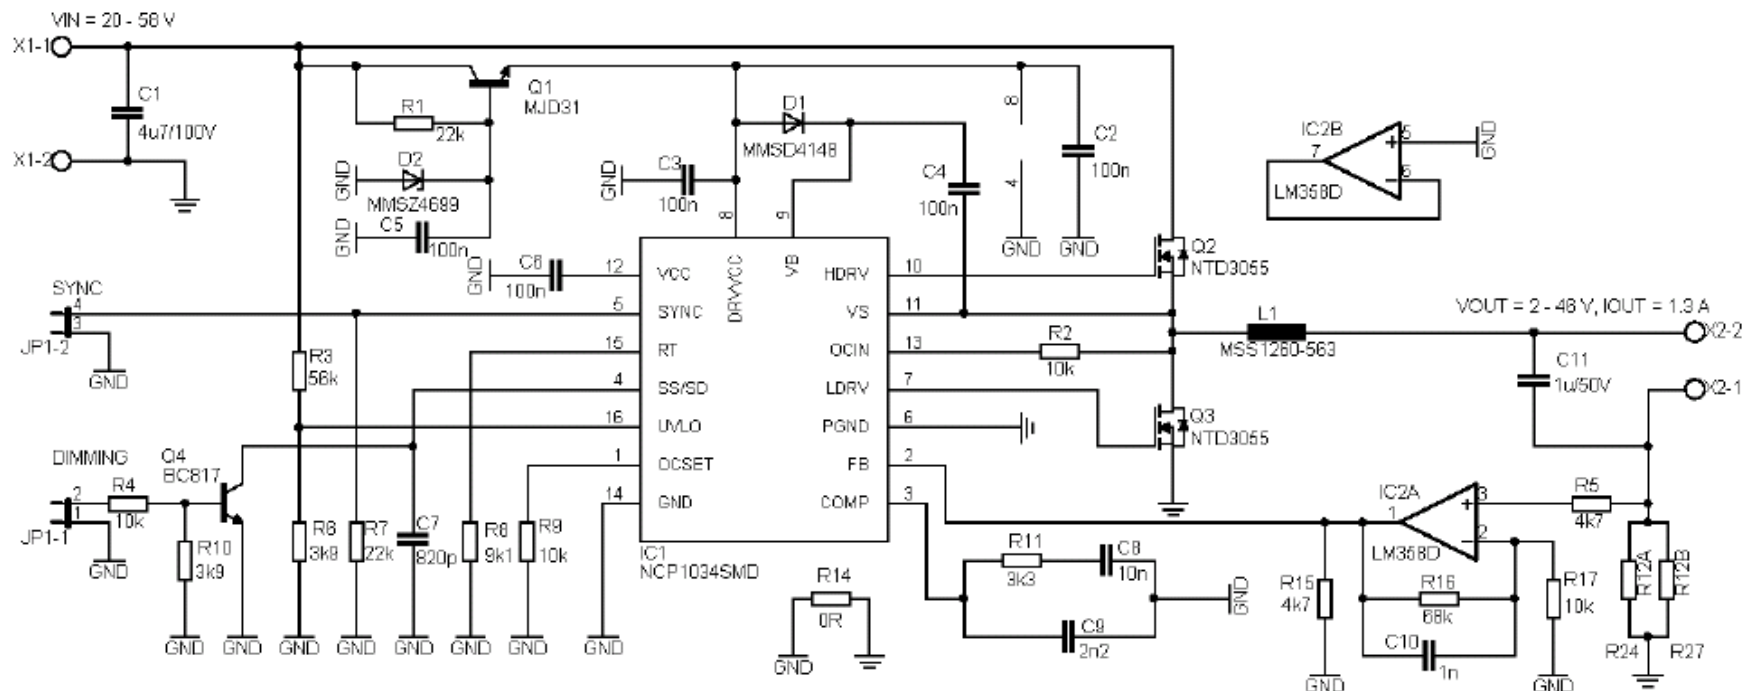 VIN = 20 - 58 V
X1-1
C1
4u7/100V
X1-2
Q1
MJD31
R1
22k
D2
MMSZ4699
GND
C5
100n
GND
D1
MMSD4148
C3
100n
GND
C4
100n
8
4
GND
C2
100n
GND
IC2B
7
5
6
LM358D
GND
Q2
NTD3055
C6
100n
GND
8
9
12
VCC
DRVVCC
VB
HDRV
10
5
SYNC
VS
11
15
RT
OCIN
13
4
SS/SD
LDRV
7
16
UVLO
PGND
6
1
OCSET
FB
2
14
GND
COMP
3
IC1
NCP1034SMD
SYNC
4
3
JP1-2
GND
R3
56k
R2
10k
L1
MSS1260-563
VOUT = 2 - 46 V, IOUT = 1.3 A
X2-2
C11
1u/50V
X2-1
Q3
NTD3055
DIMMING
2
1
JP1-1
GND
R4
10k
Q4
BC817
R10
3k9
GND
GND
R6
3k9
GND
R7
22k
GND
C7
820p
GND
R8
9k1
GND
R9
10k
GND
GND
R14
0R
GND
R11
3k3
C8
10n
C9
2n2
GND
IC2A
1
3
2
LM358D
R5
4k7
R15
4k7
GND
R16
68k
C10
1n
R17
10k
GND
R12A
R12B
R24
R27